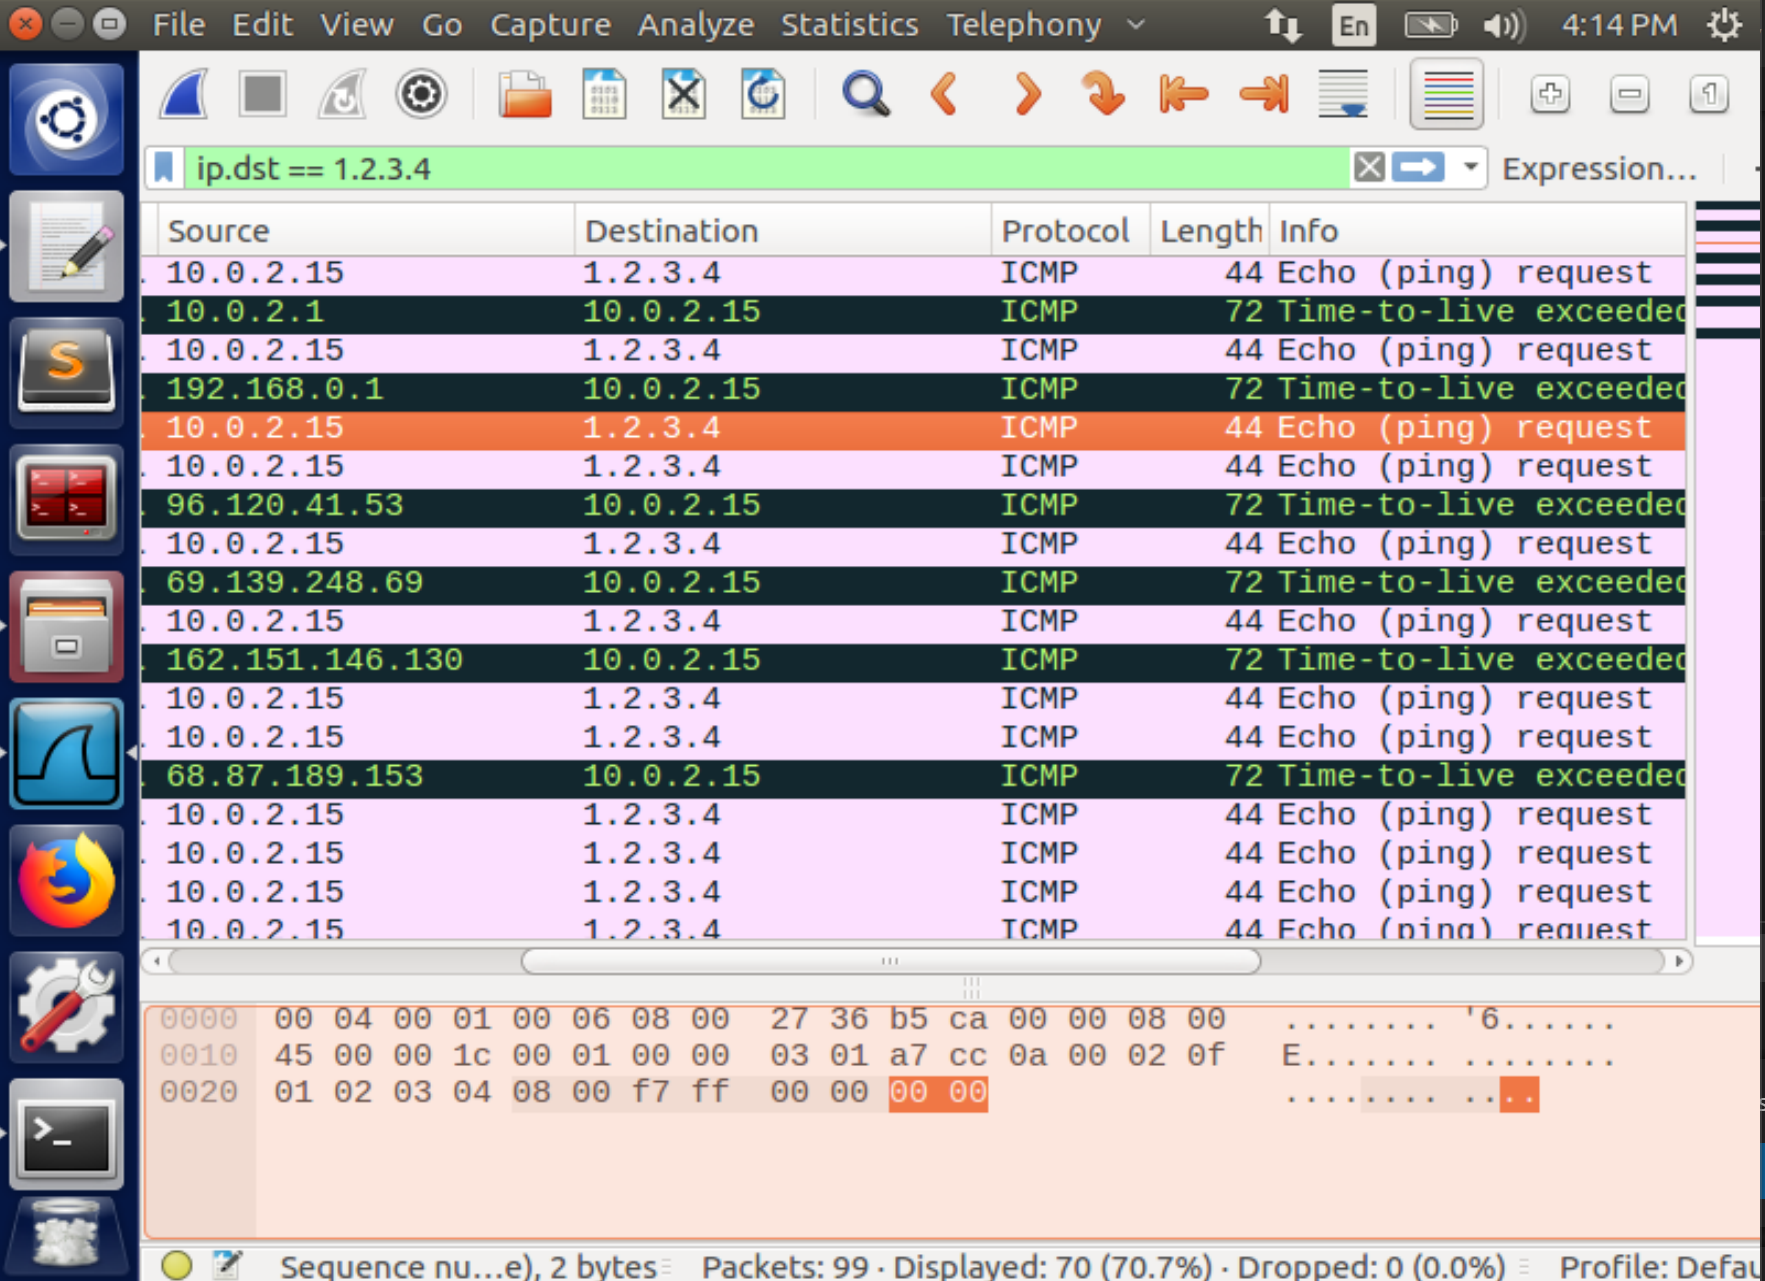 File Edit View Go Capture Analyze Statistics Telephony En 4:14 PM
ip.dst == 1.2.3.4 Expression...
Source Destination Protocol Length Info
10.0.2.15 1.2.3.4 ICMP 44 Echo (ping) request
10.0.2.1 10.0.2.15 ICMP 72 Time-to-live exceeded
10.0.2.15 1.2.3.4 ICMP 44 Echo (ping) request
192.168.0.1 10.0.2.15 ICMP 72 Time-to-live exceeded
10.0.2.15 1.2.3.4 ICMP 44 Echo (ping) request
10.0.2.15 1.2.3.4 ICMP 44 Echo (ping) request
96.120.41.53 10.0.2.15 ICMP 72 Time-to-live exceeded
10.0.2.15 1.2.3.4 ICMP 44 Echo (ping) request
69.139.248.69 10.0.2.15 ICMP 72 Time-to-live exceeded
10.0.2.15 1.2.3.4 ICMP 44 Echo (ping) request
162.151.146.130 10.0.2.15 ICMP 72 Time-to-live exceeded
10.0.2.15 1.2.3.4 ICMP 44 Echo (ping) request
10.0.2.15 1.2.3.4 ICMP 44 Echo (ping) request
68.87.189.153 10.0.2.15 ICMP 72 Time-to-live exceeded
10.0.2.15 1.2.3.4 ICMP 44 Echo (ping) request
10.0.2.15 1.2.3.4 ICMP 44 Echo (ping) request
10.0.2.15 1.2.3.4 ICMP 44 Echo (ping) request
10.0.2.15 1.2.3.4 ICMP 44 Echo (ping) request
0000 00 04 00 01 00 06 08 00 27 36 b5 ca 00 00 08 00 ........ '6......
0010 45 00 00 1c 00 01 00 00 03 01 a7 cc 0a 00 02 0f E....... ........
0020 01 02 03 04 08 00 f7 ff 00 00 00 00 ........ ....
Sequence nu...e), 2 bytes Packets: 99 · Displayed: 70 (70.7%) · Dropped: 0 (0.0%) Profile: Defau